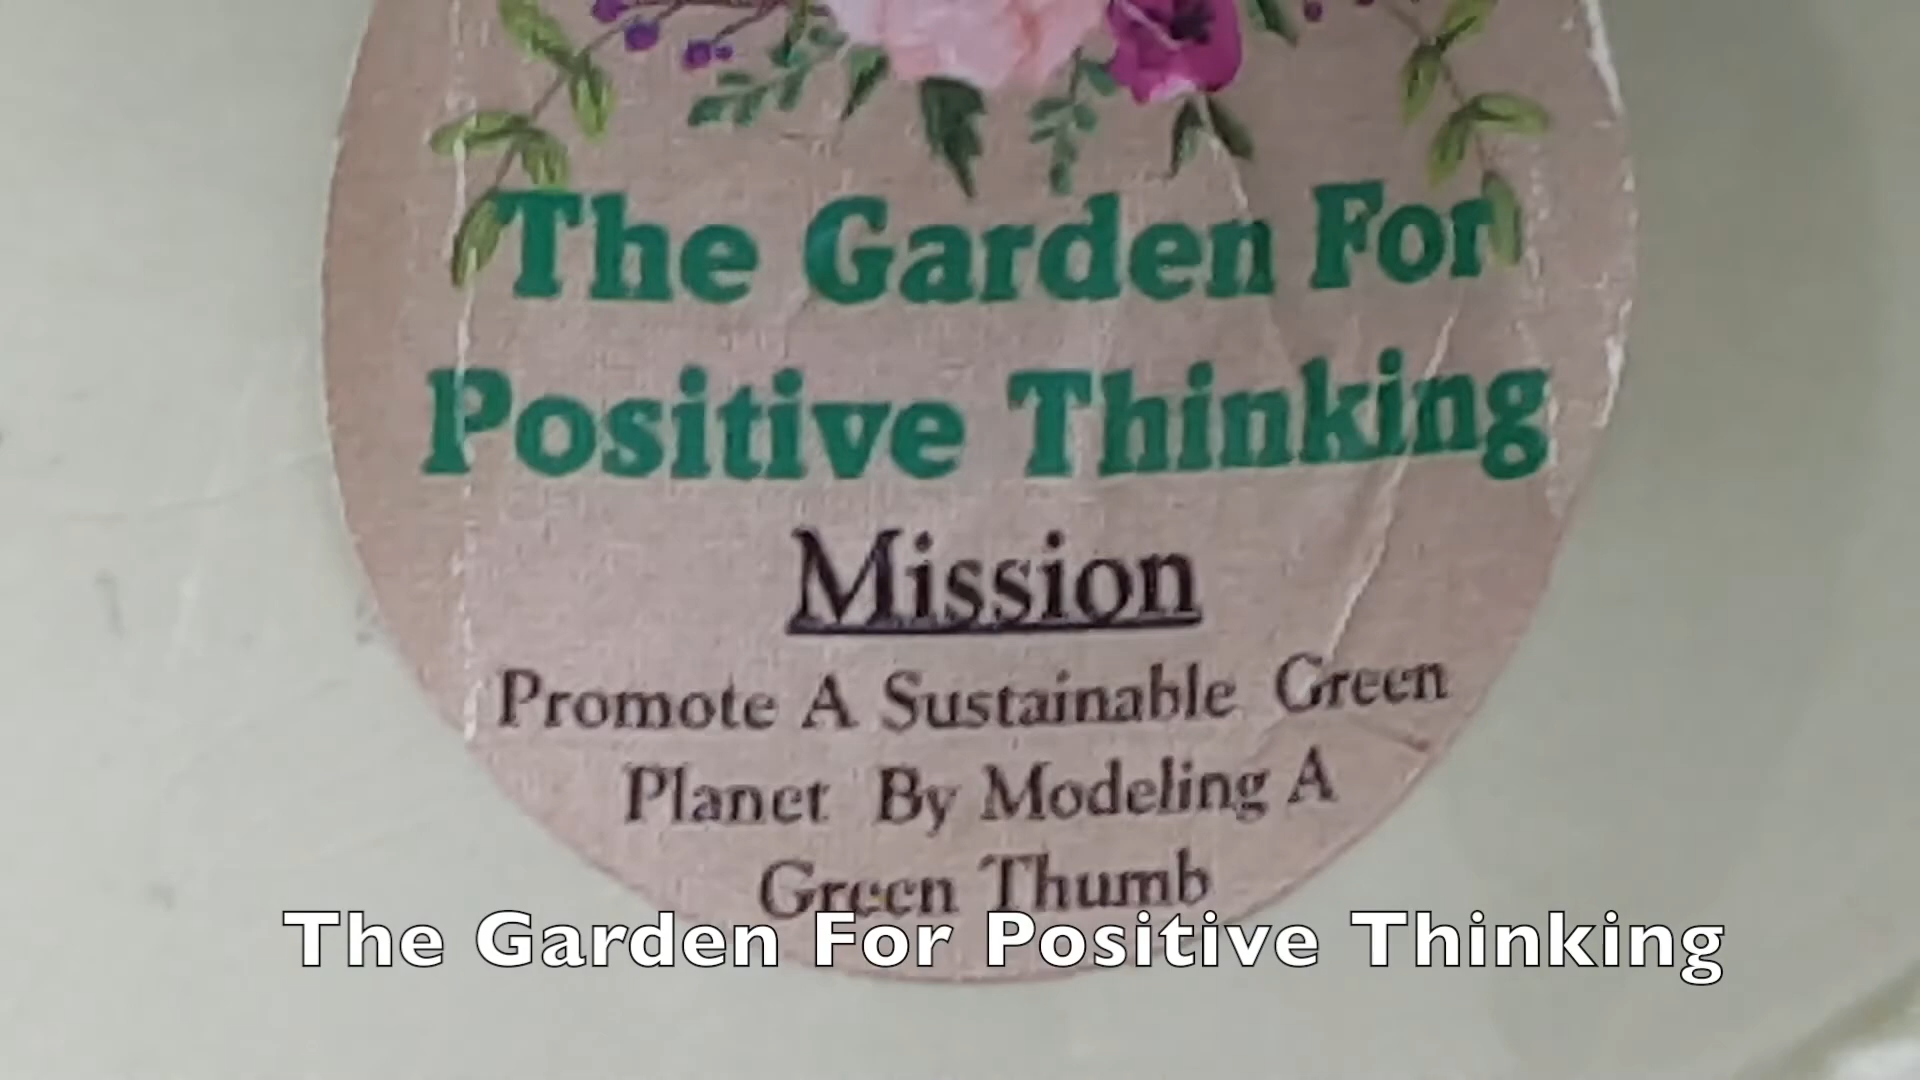 The Garden For
Positive Thinking
Mission
Promote A Sustainable Green
Planet By Modeling A
Green Thumb
The Garden For Positive Thinking